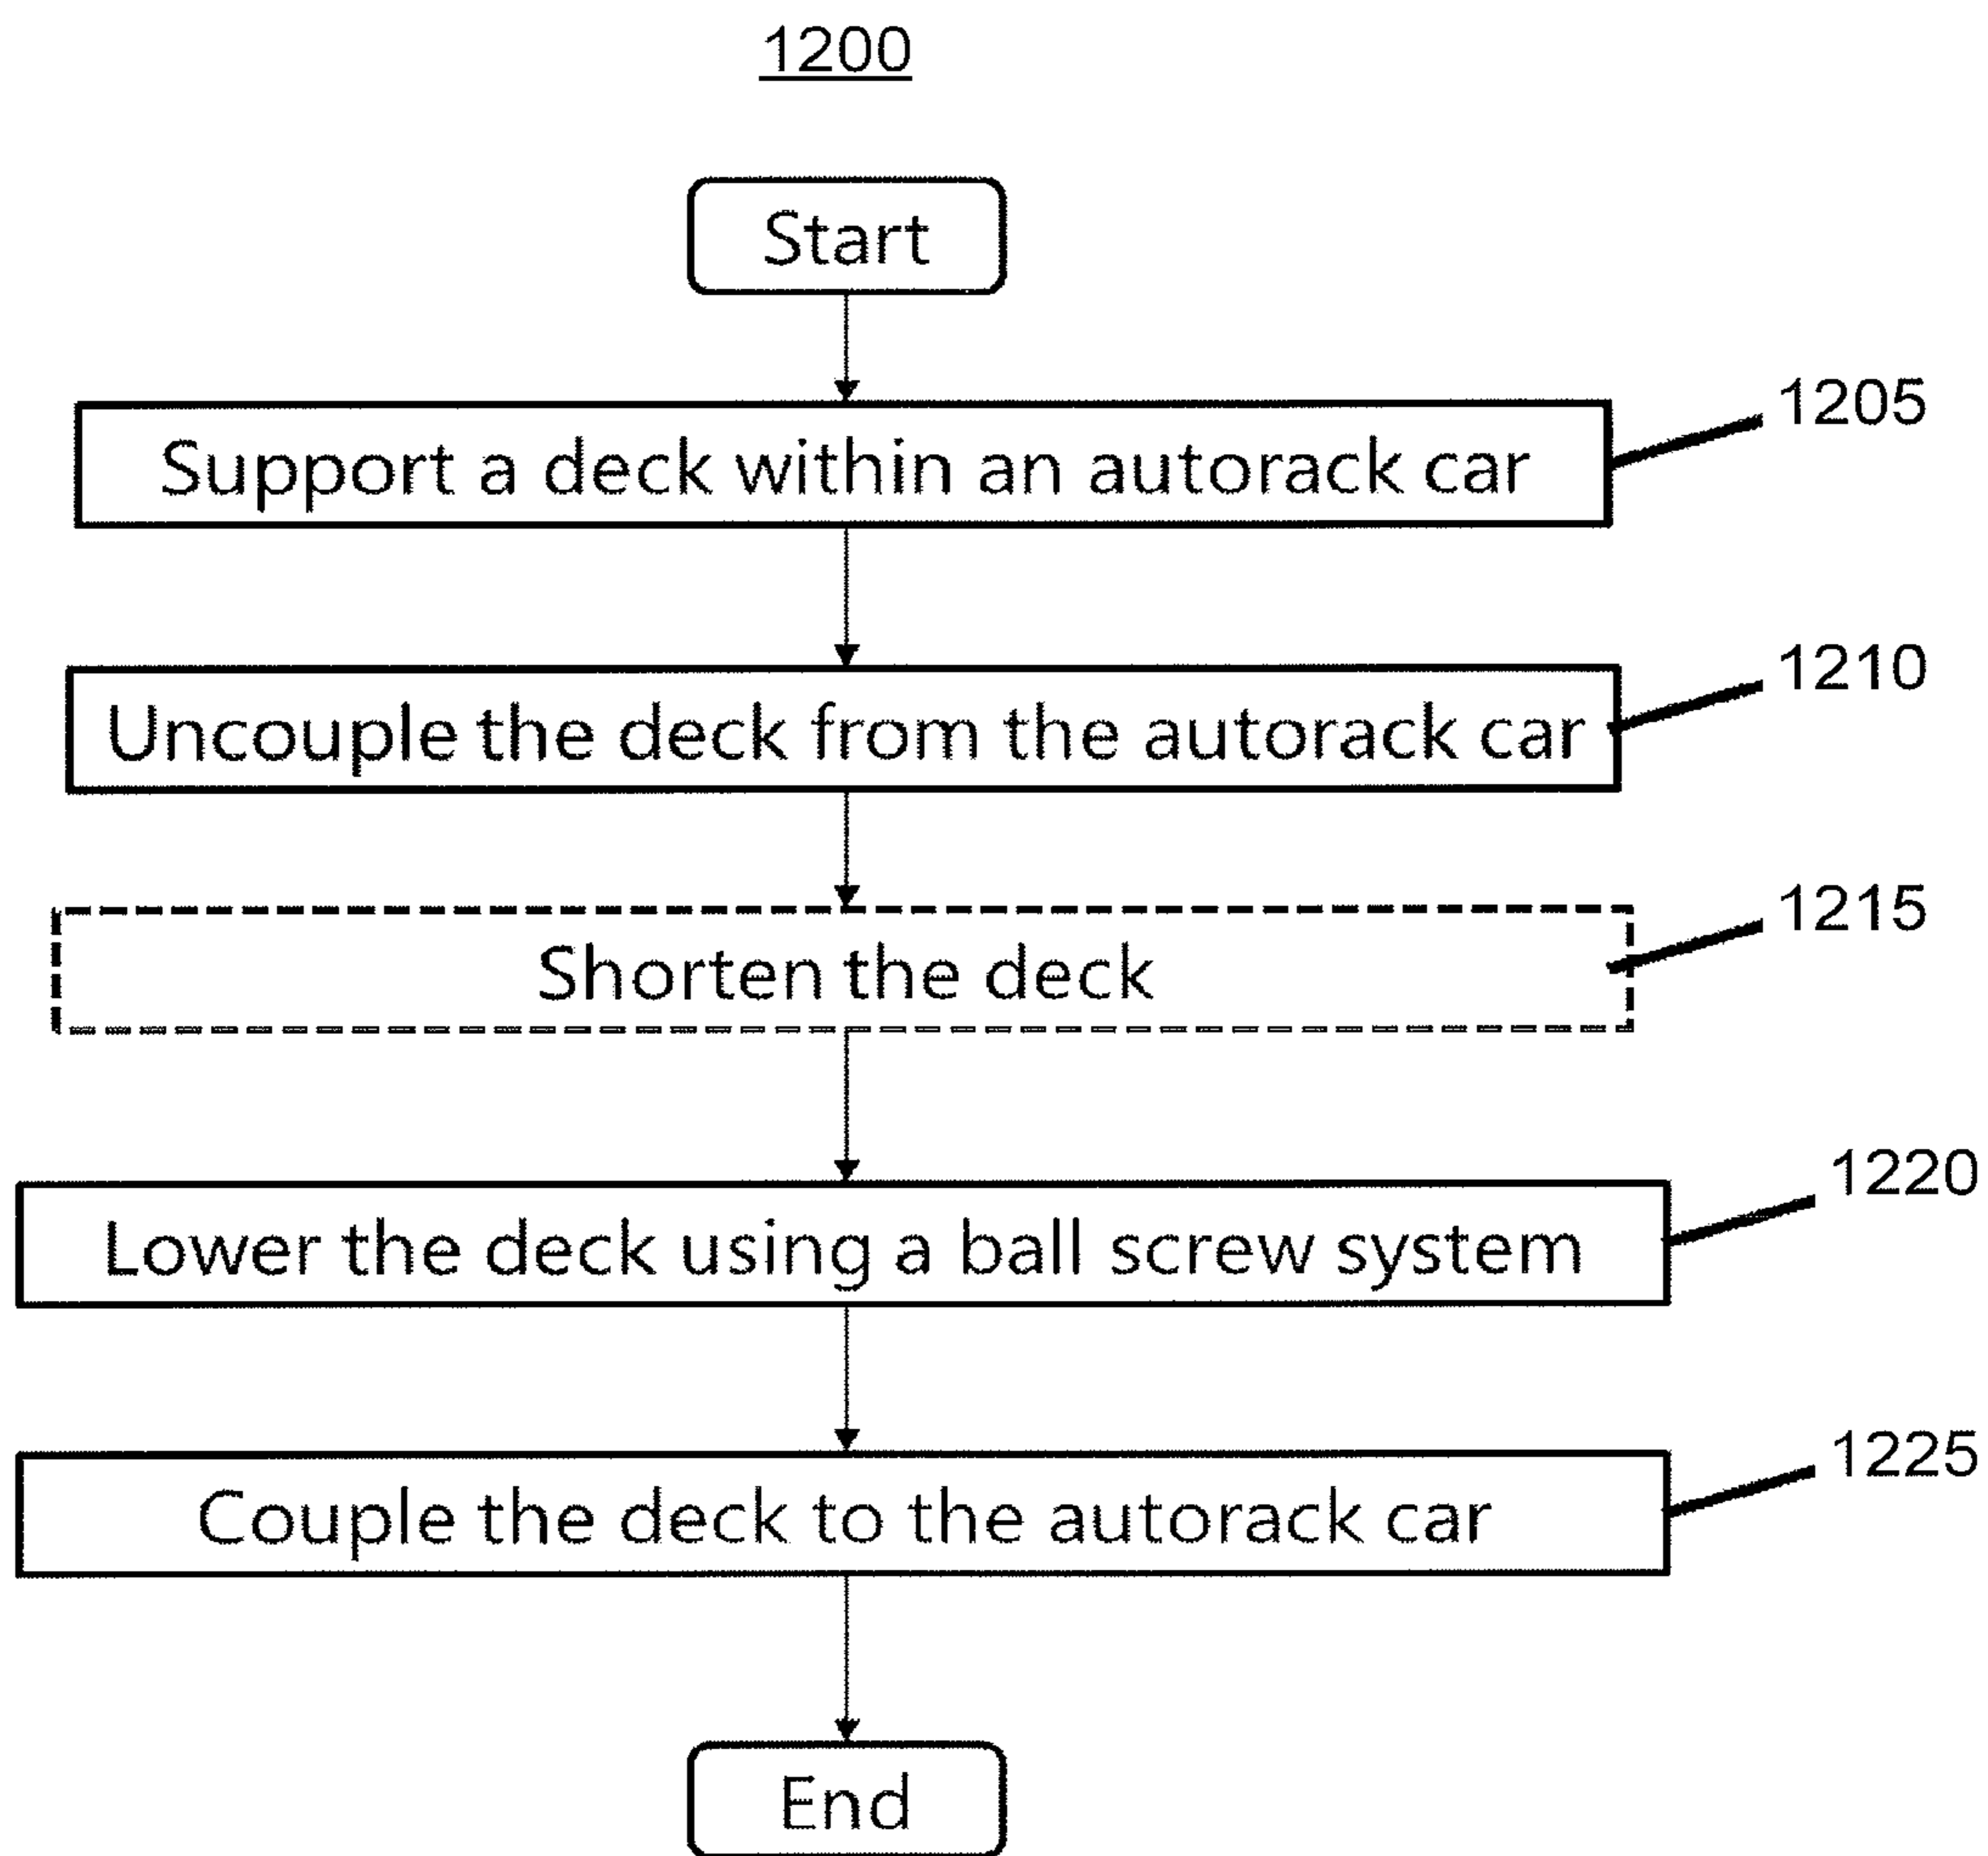 1200
Start
Support a deck within an autorack car
1205
Uncouple the deck from the autorack car
1210
Shorten the deck
1215
Lower the deck using a ball screw system
1220
Couple the deck to the autorack car
1225
End